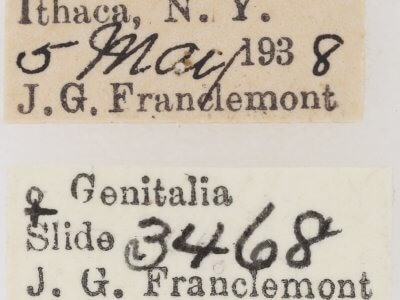 Ithaca, N. Y.
5 May 1938
J. G. Franclemont
♀ Genitalia
Slide 3468
J. G. Franclemont